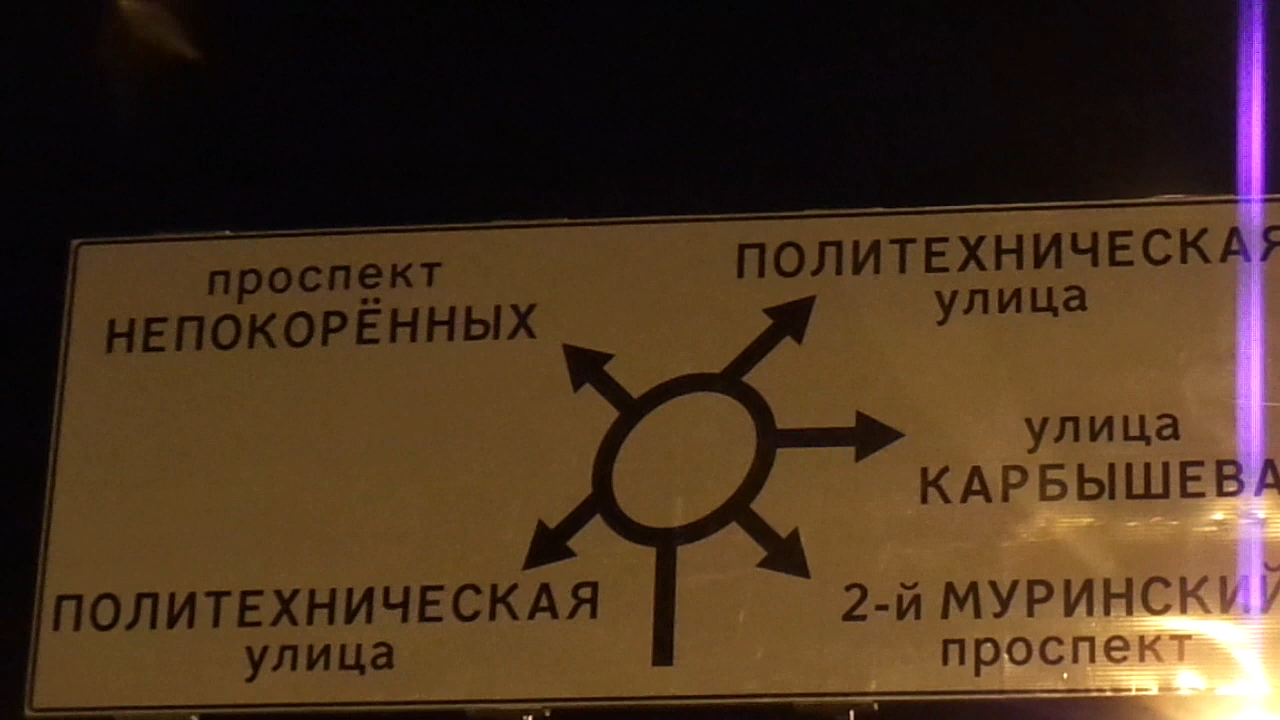 проспект
НЕПОКОРЁННЫХ
ПОЛИТЕХНИЧЕСКАЯ
улица
улица
КАРБЫШЕВА
ПОЛИТЕХНИЧЕСКАЯ
улица
2-й МУРИНСКИЙ
проспект